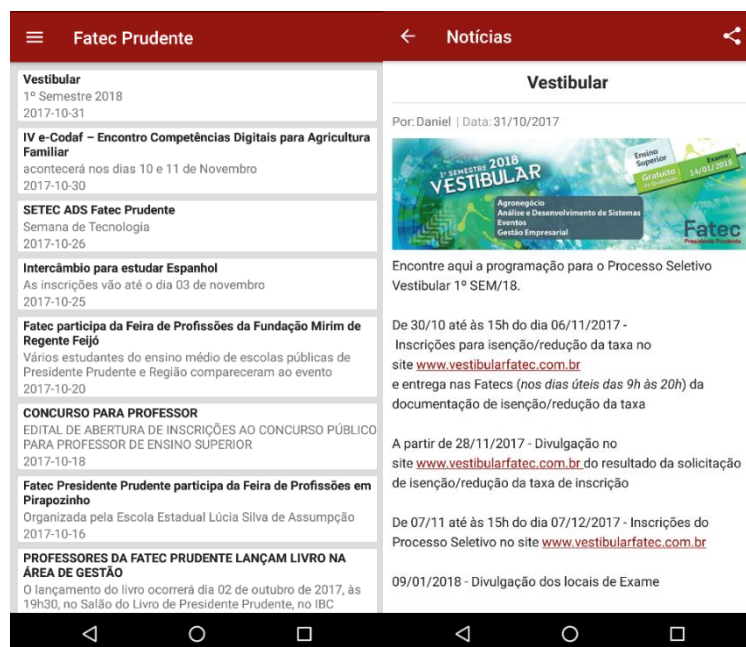 Fatec Prudente
Vestibular
1º Semestre 2018
2017-10-31
IV e-Codaf – Encontro Competências Digitais para Agricultura
Familiar
acontecerá nos dias 10 e 11 de Novembro
2017-10-30
SETEC ADS Fatec Prudente
Semana de Tecnologia
2017-10-26
Intercâmbio para estudar Espanhol
As inscrições vão até o dia 03 de novembro
2017-10-25
Fatec participa da Feira de Profissões da Fundação Mirim de
Regente Feijó
Vários estudantes do ensino médio de escolas públicas de
Presidente Prudente e Região compareceram ao evento
2017-10-20
CONCURSO PARA PROFESSOR
EDITAL DE ABERTURA DE INSCRIÇÕES AO CONCURSO PÚBLICO
PARA PROFESSOR DE ENSINO SUPERIOR
2017-10-18
Fatec Presidente Prudente participa da Feira de Profissões em
Pirapozinho
Organizada pela Escola Estadual Lúcia Silva de Assumpção
2017-10-16
PROFESSORES DA FATEC PRUDENTE LANÇAM LIVRO NA
ÁREA DE GESTÃO
O lançamento do livro ocorrerá dia 02 de outubro de 2017, às
19h30, no Salão do Livro de Presidente Prudente, no IBC
Notícias
Vestibular
Por: Daniel | Data: 31/10/2017
1º SEMESTRE 2018
VESTIBULAR
Ensino
Superior
Gratuito
de Qualidade
Exame:
14/01/2018
Agronegócio
Análise e Desenvolvimento de Sistemas
Eventos
Gestão Empresarial
Fatec
Presidente Prudente
Encontre aqui a programação para o Processo Seletivo
Vestibular 1º SEM/18.
De 30/10 até às 15h do dia 06/11/2017 -
Inscrições para isenção/redução da taxa no
site www.vestibularfatec.com.br
e entrega nas Fatecs (nos dias úteis das 9h às 20h) da
documentação de isenção/redução da taxa
A partir de 28/11/2017 - Divulgação no
site www.vestibularfatec.com.br do resultado da solicitação
de isenção/redução da taxa de inscrição
De 07/11 até às 15h do dia 07/12/2017 - Inscrições do
Processo Seletivo no site www.vestibularfatec.com.br
09/01/2018 - Divulgação dos locais de Exame